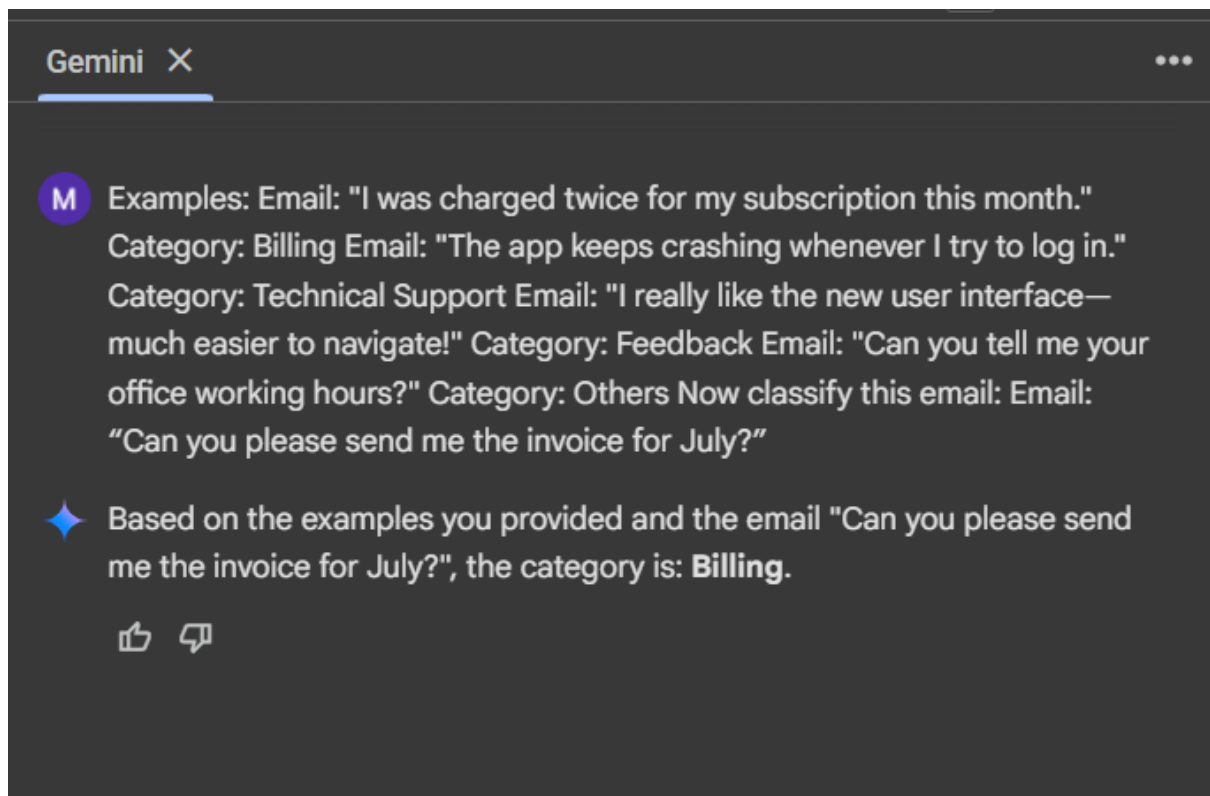 Gemini
M
Examples: Email: "I was charged twice for my subscription this month."
Category: Billing Email: "The app keeps crashing whenever I try to log in."
Category: Technical Support Email: "I really like the new user interface—
much easier to navigate!" Category: Feedback Email: "Can you tell me your
office working hours?" Category: Others Now classify this email: Email:
“Can you please send me the invoice for July?”
Based on the examples you provided and the email "Can you please send
me the invoice for July?", the category is: Billing.